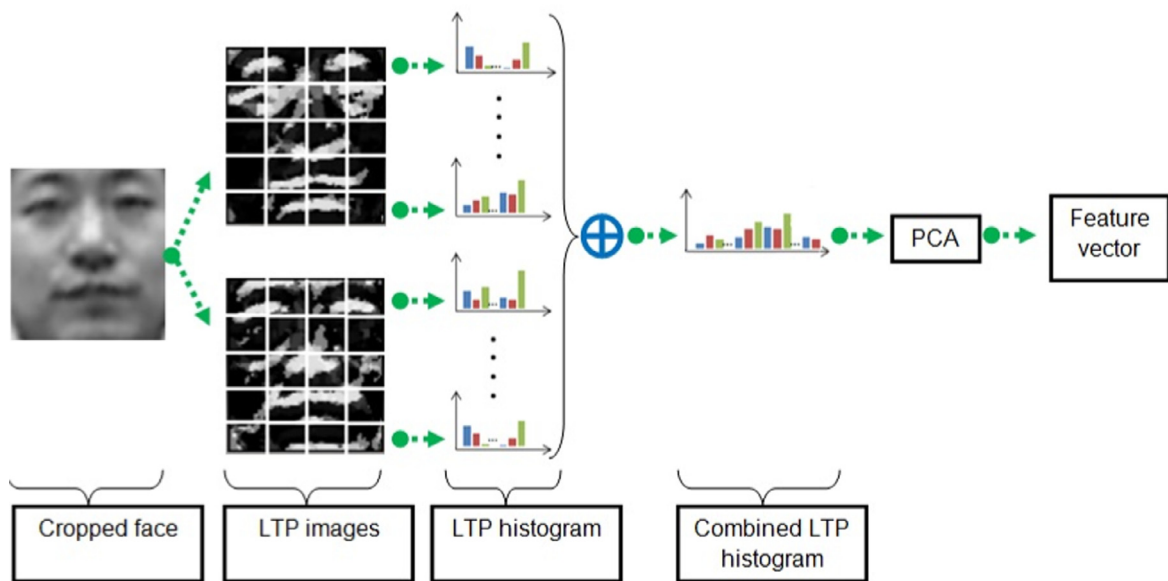 PCA
Feature
vector
Cropped face
LTP images
LTP histogram
Combined LTP
histogram